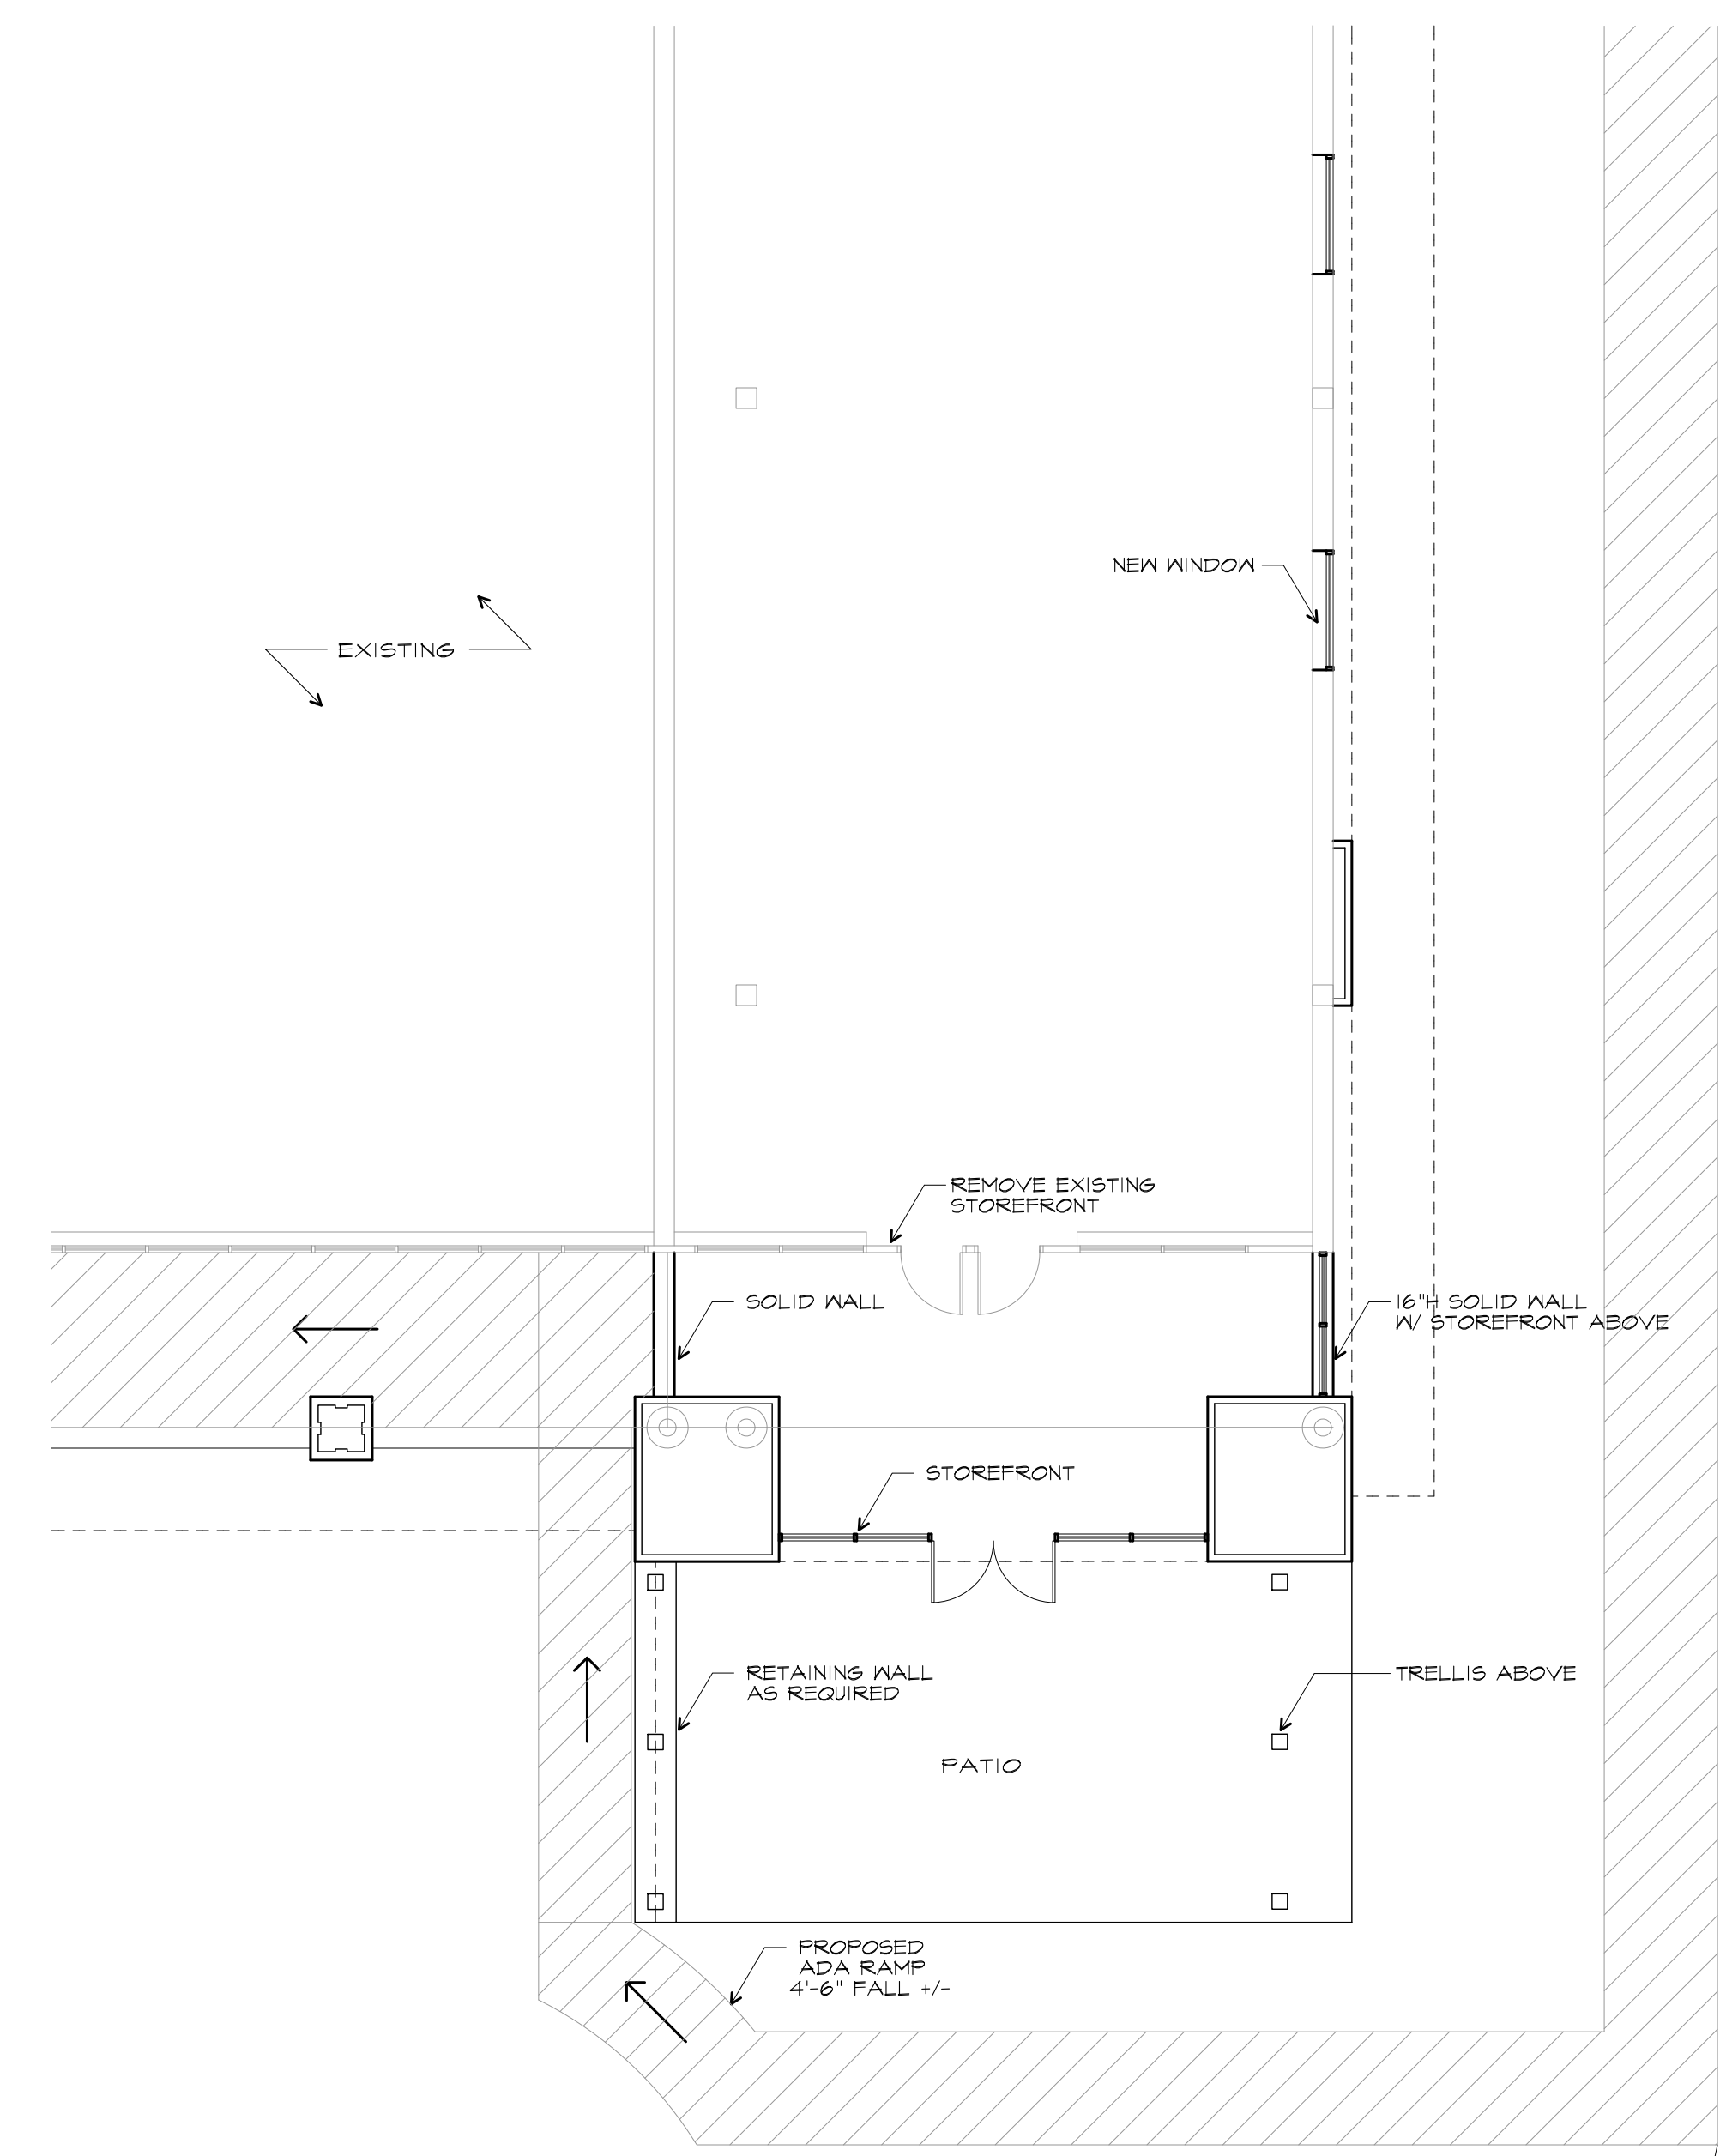 NEW WINDOW
EXISTING
REMOVE EXISTING
STOREFRONT
SOLID WALL
16"H SOLID WALL
W/ STOREFRONT ABOVE
STOREFRONT
RETAINING WALL
AS REQUIRED
TRELLIS ABOVE
PATIO
PROPOSED
ADA RAMP
4'-6" FALL +/-